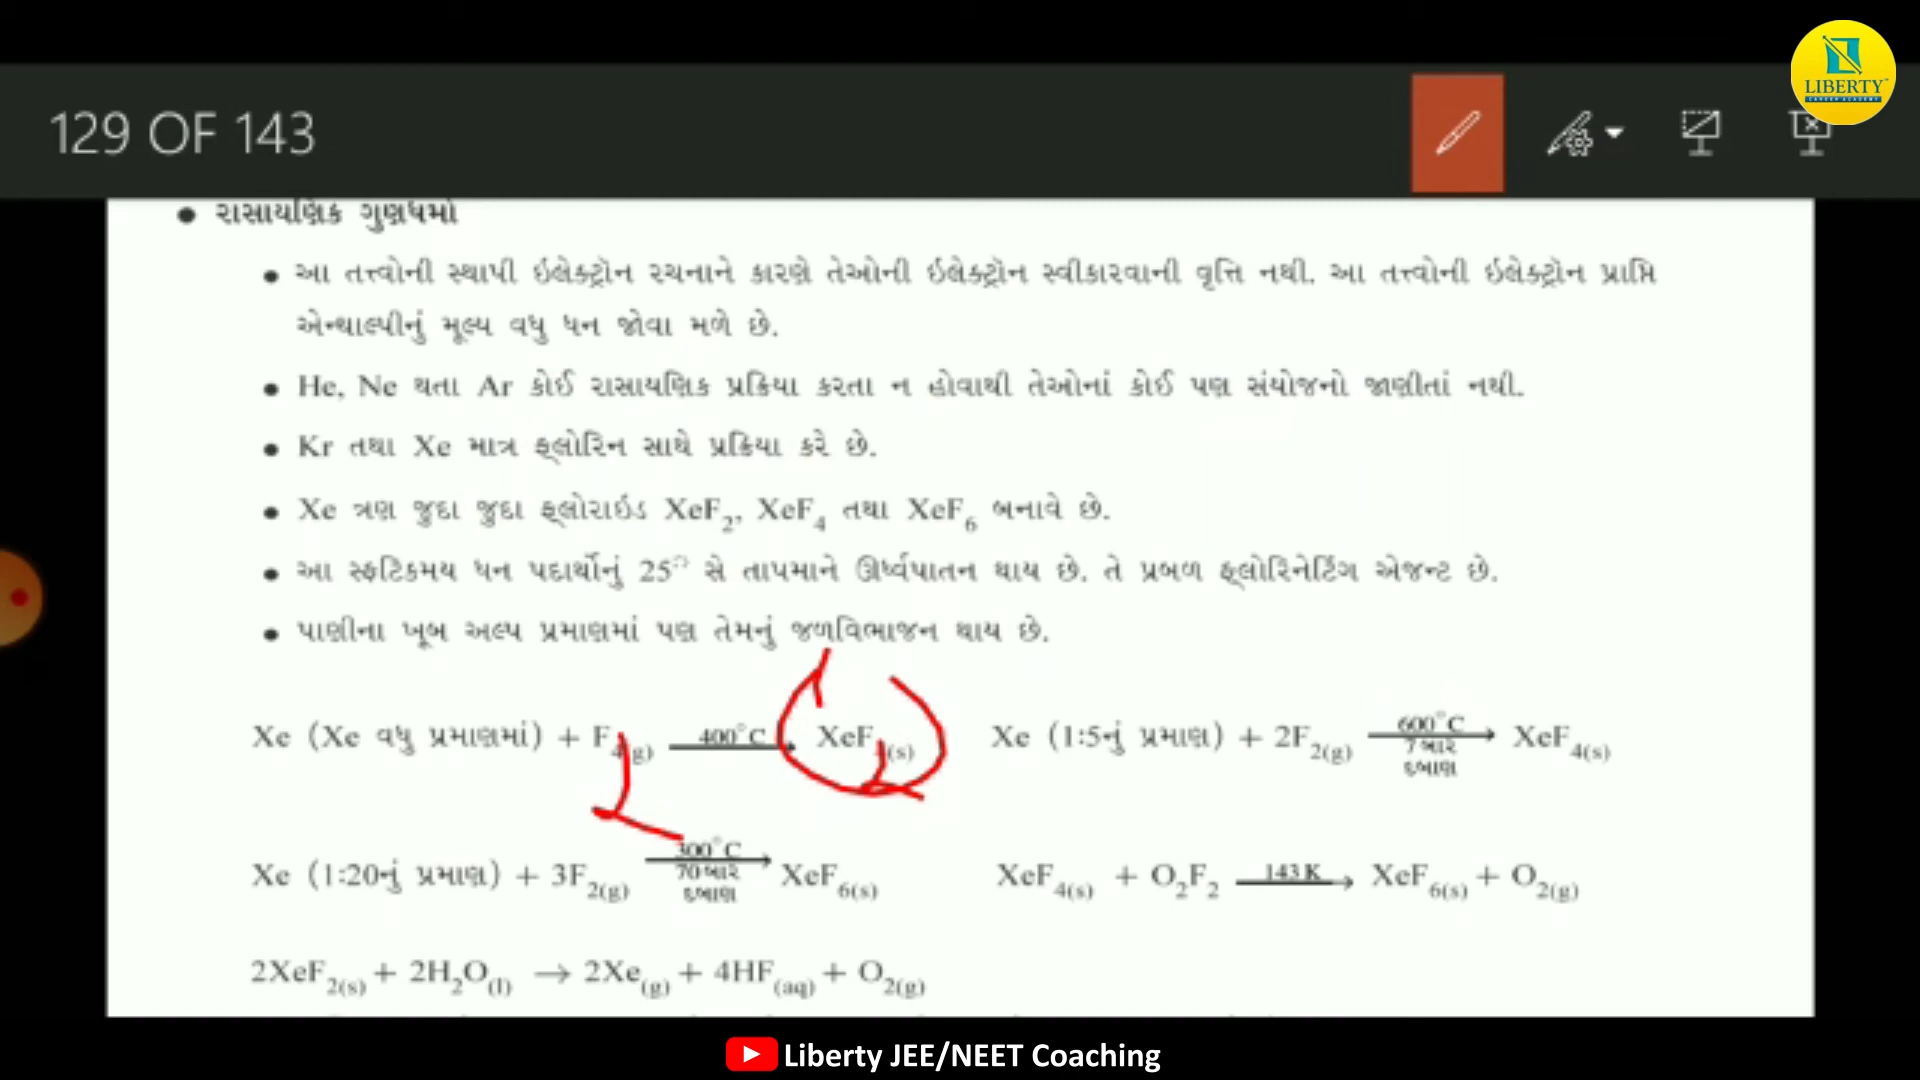 LIBERTY
CAREER ACADEMY
129 OF 143
• રાસાયણિક ગુણધર્મો
• આ તત્ત્વોની સ્થાપી ઇલેક્ટ્રૉન રચનાને કારણે તેઓની ઇલેક્ટ્રૉન સ્વીકારવાની વૃત્તિ નથી. આ તત્ત્વોની ઇલેક્ટ્રૉન પ્રાપ્તિ
એન્થાલ્પીનું મૂલ્ય વધુ ધન જોવા મળે છે.
• He, Ne થતા Ar કોઈ રાસાયણિક પ્રક્રિયા કરતા ન હોવાથી તેઓનાં કોઈ પણ સંયોજનો જાણીતાં નથી.
• Kr તથા Xe માત્ર ફ્લોરિન સાથે પ્રક્રિયા કરે છે.
• Xe ત્રણ જુદા જુદા ફ્લોરાઇડ XeF₂, XeF₄ તથા XeF₆ બનાવે છે.
• આ સ્ફટિકમય ધન પદાર્થોનું 25° સે તાપમાને ઊર્ધ્વપાતન થાય છે. તે પ્રબળ ફ્લોરિનેટિંગ એજન્ટ છે.
• પાણીના ખૂબ અલ્પ પ્રમાણમાં પણ તેમનું જળવિભાજન થાય છે.
Xe (Xe વધુ પ્રમાણમાં) + F (g) 400°C → XeF (s) Xe (1:5નું પ્રમાણ) + 2F₂(g) 600°C 7 બાર દબાણ → XeF₄(s)
Xe (1:20નું પ્રમાણ) + 3F₂(g) 300°C 70 બાર દબાણ → XeF₆(s) XeF₄(s) + O₂F₂ 143 K → XeF₆(s) + O₂(g)
2XeF₂(s) + 2H₂O(l) → 2Xe(g) + 4HF(aq) + O₂(g)
Liberty JEE/NEET Coaching